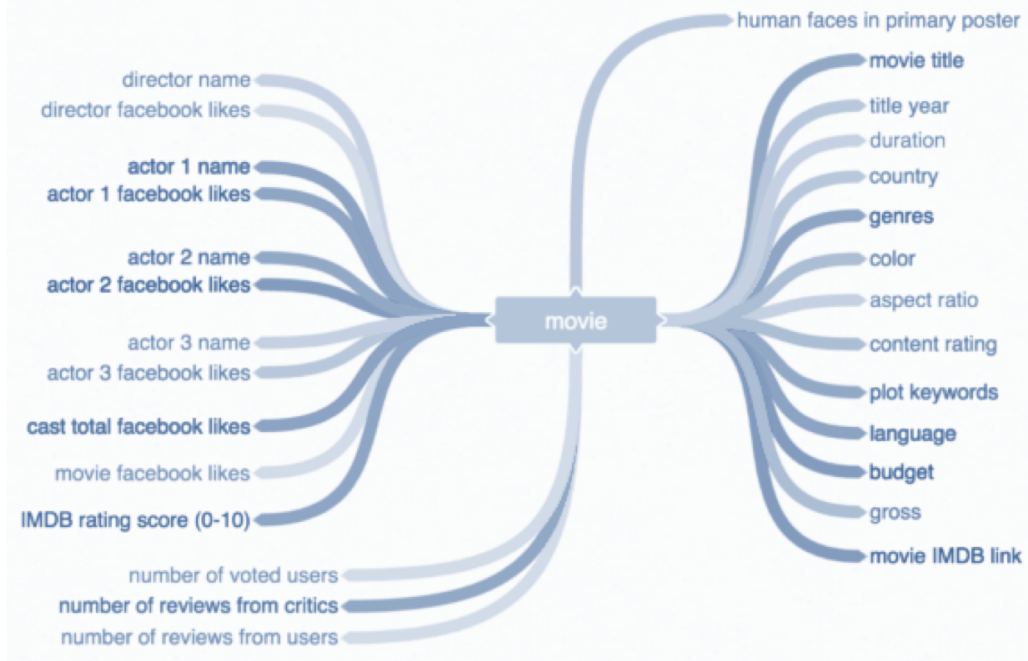 human faces in primary poster
director name
director facebook likes
actor 1 name
actor 1 facebook likes
actor 2 name
actor 2 facebook likes
actor 3 name
actor 3 facebook likes
cast total facebook likes
movie facebook likes
IMDB rating score (0-10)
movie
movie title
title year
duration
country
genres
color
aspect ratio
content rating
plot keywords
language
budget
gross
movie IMDB link
number of voted users
number of reviews from critics
number of reviews from users